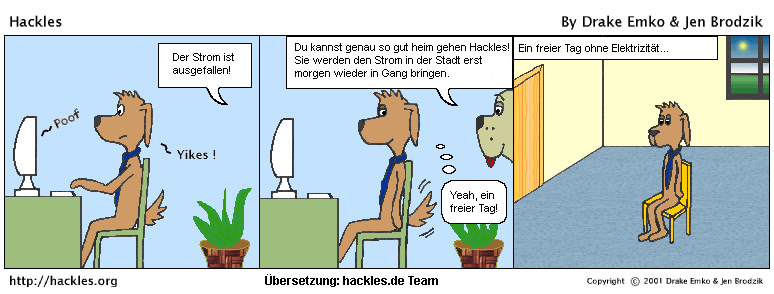 Hackles
By Drake Emko & Jen Brodzik
Der Strom ist
ausgefallen!
Poof
Yikes !
Du kannst genau so gut heim gehen Hackles!
Sie werden den Strom in der Stadt erst
morgen wieder in Gang bringen.
Yeah, ein
freier Tag!
Ein freier Tag ohne Elektrizität...
http://hackles.org
Übersetzung: hackles.de Team
Copyright © 2001 Drake Emko & Jen Brodzik